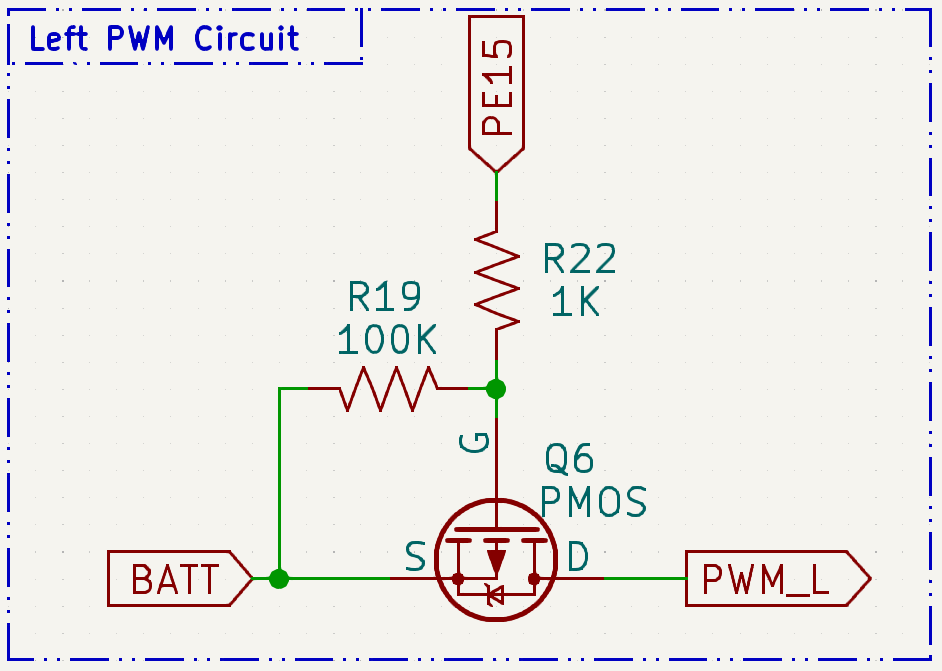 Left PWM Circuit
PE15
R22
1K
R19
100K
G
Q6
PMOS
S
D
BATT
PWM_L